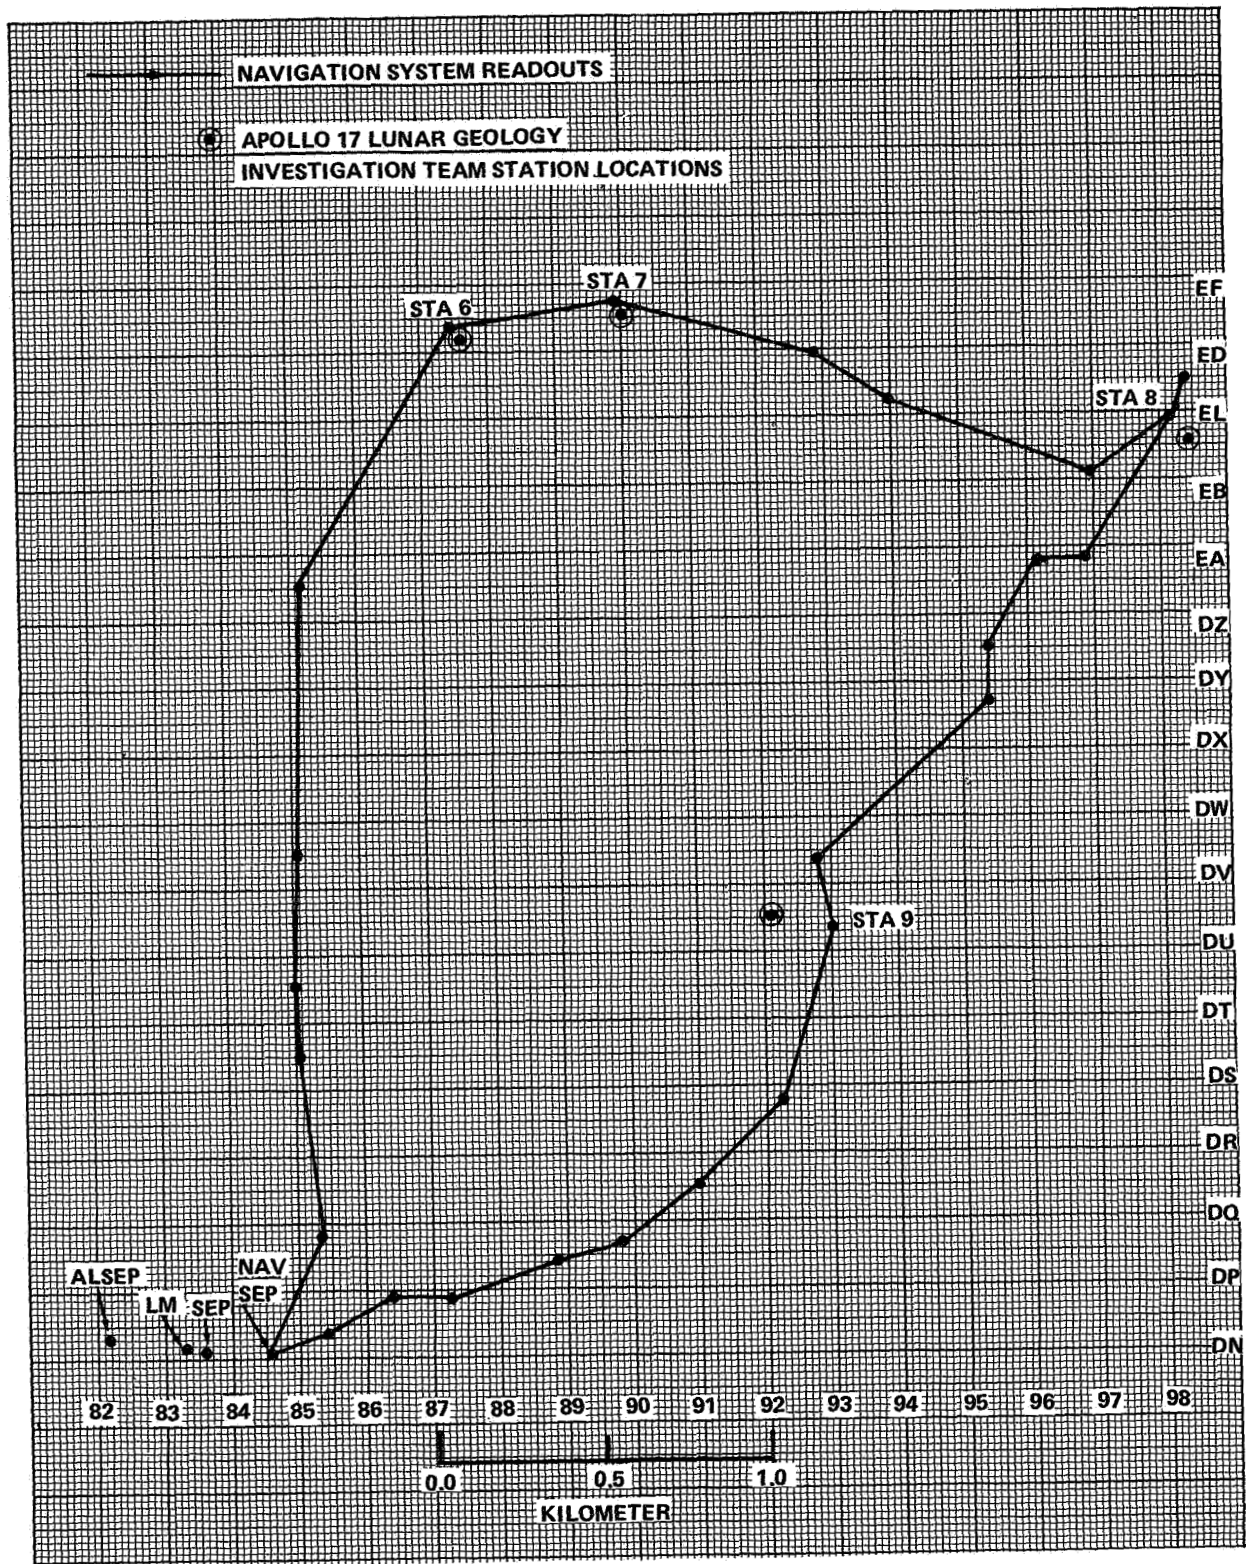 NAVIGATION SYSTEM READOUTS
APOLLO 17 LUNAR GEOLOGY
INVESTIGATION TEAM STATION LOCATIONS
STA 7
EF
STA 6
ED
STA 8
EL
EB
EA
DZ
DY
DX
DW
DV
STA 9
DU
DT
DS
DR
DQ
NAV
SEP
ALSEP
DP
LM
SEP
DN
82 83 84 85 86 87 88 89 90 91 92 93 94 95 96 97 98
0.0 0.5 1.0
KILOMETER